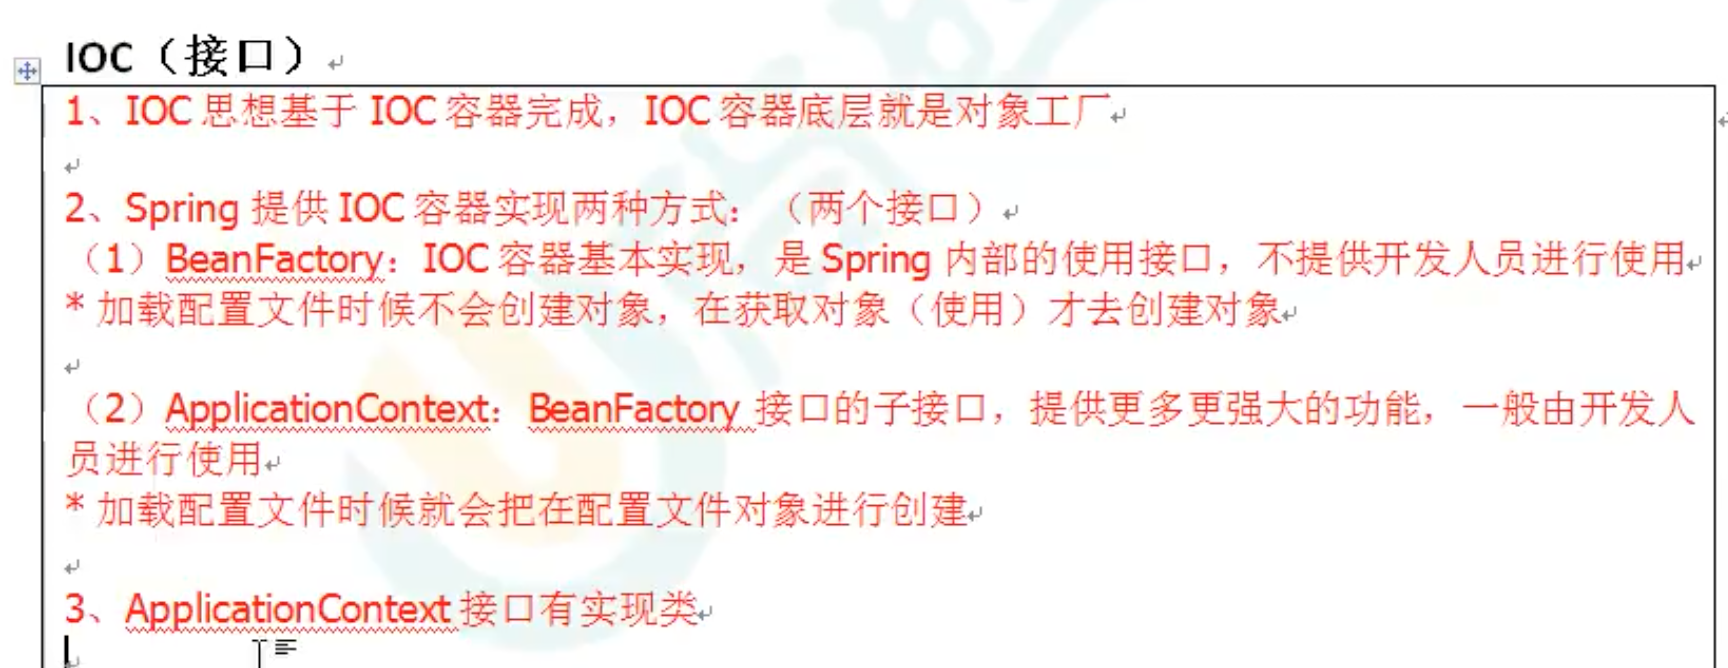 IOC（接口）
1、IOC 思想基于 IOC 容器完成，IOC 容器底层就是对象工厂
2、Spring 提供 IOC 容器实现两种方式：（两个接口）
（1）BeanFactory：IOC 容器基本实现，是 Spring 内部的使用接口，不提供开发人员进行使用
* 加载配置文件时候不会创建对象，在获取对象（使用）才去创建对象
（2）ApplicationContext：BeanFactory 接口的子接口，提供更多更强大的功能，一般由开发人
员进行使用
* 加载配置文件时候就会把在配置文件对象进行创建
3、ApplicationContext 接口有实现类